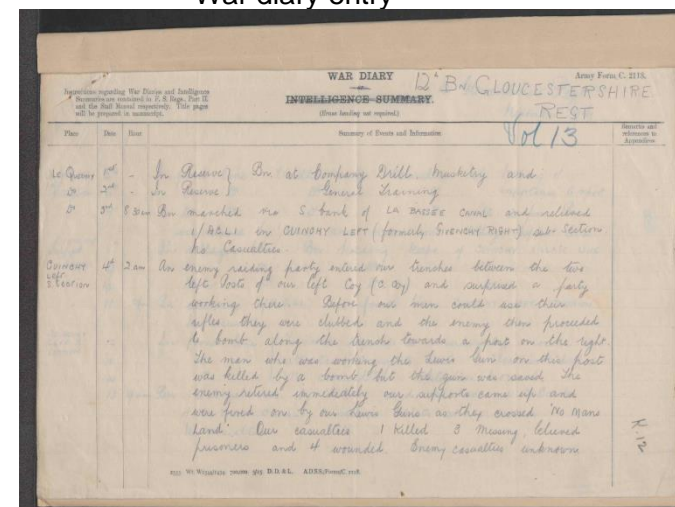 War diary entry
WAR DIARY
12th Bn GLOUCESTERSHIRE
Army Form C. 2118.
Instructions regarding War Diaries and Intelligence
Summaries are contained in F. S. Regs., Part II.
and the Staff Manual respectively. Title pages
will be prepared in manuscript.
INTELLIGENCE SUMMARY.
REGT
(Erase heading not required.)
Vol 13
Place Date Hour Summary of Events and Information Remarks and references to Appendices
Le Quesnoy 1st - In Reserve } Bn at Company Drill. Musketry and
Do 2nd - In Reserve } General Training
Do 3rd 8.30am Bn marched via S bank of LA BASSEE CANAL and relieved
1/ in CUINCHY LEFT (formerly GIVENCHY RIGHT) sub Section
No Casualties.
CUINCHY LEFT SECTION 4th 2 am An enemy raiding party entered our trenches between the two
left Posts of our left Coy and surprised a party
working there. Before our men could use their
rifles they were clubbed and the enemy then proceeded
to bomb along the trench towards a post on the right.
The man who was working the Lewis Gun on this post
was killed by a bomb but the gun was saved. The
enemy retired immediately our supports came up and
were fired on by our Lewis Guns as they crossed 'No Mans
Land'. Our casualties 1 Killed 3 Missing, believed
prisoners and 4 wounded. Enemy casualties unknown
K.12
D. D. & L.